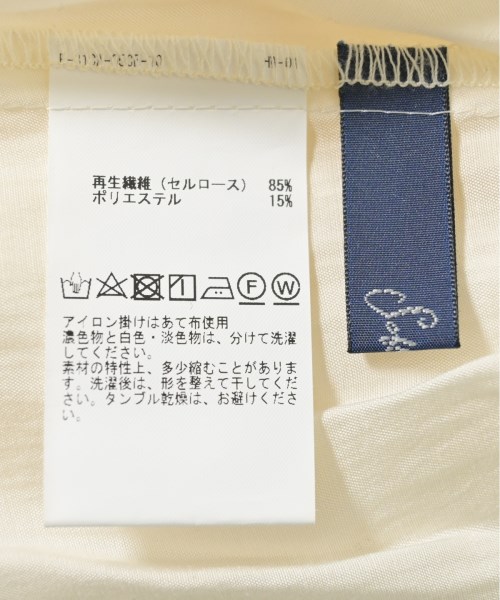 再生繊維（セルロース） 85%
ポリエステル 15%
F W
アイロン掛けはあて布使用
濃色物と白色・淡色物は、分けて洗濯
してください。
素材の特性上、多少縮むことがありま
す。洗濯後は、形を整えて干してくだ
さい。タンブル乾燥は、お避けください。